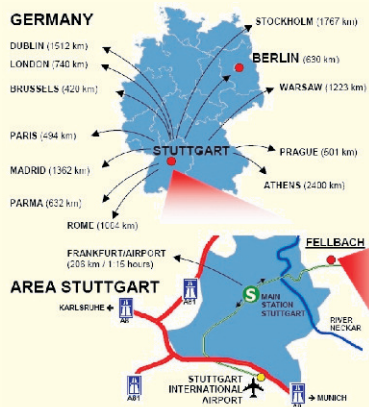 GERMANY
STOCKHOLM (1767 km)
DUBLIN (1512 km)
LONDON (740 km)
BERLIN (630 km)
BRUSSELS (420 km)
WARSAW (1223 km)
PARIS (494 km)
STUTTGART
PRAGUE (501 km)
MADRID (1362 km)
ATHENS (2400 km)
PARMA (632 km)
ROME (1064 km)
FRANKFURT/AIRPORT
(206 km / 1:15 hours)
FELLBACH
AREA STUTTGART
S
MAIN
STATION
STUTTGART
KARLSRUHE
A8
A81
RIVER
NECKAR
STUTTGART
INTERNATIONAL
AIRPORT
A81
A8
MUNICH